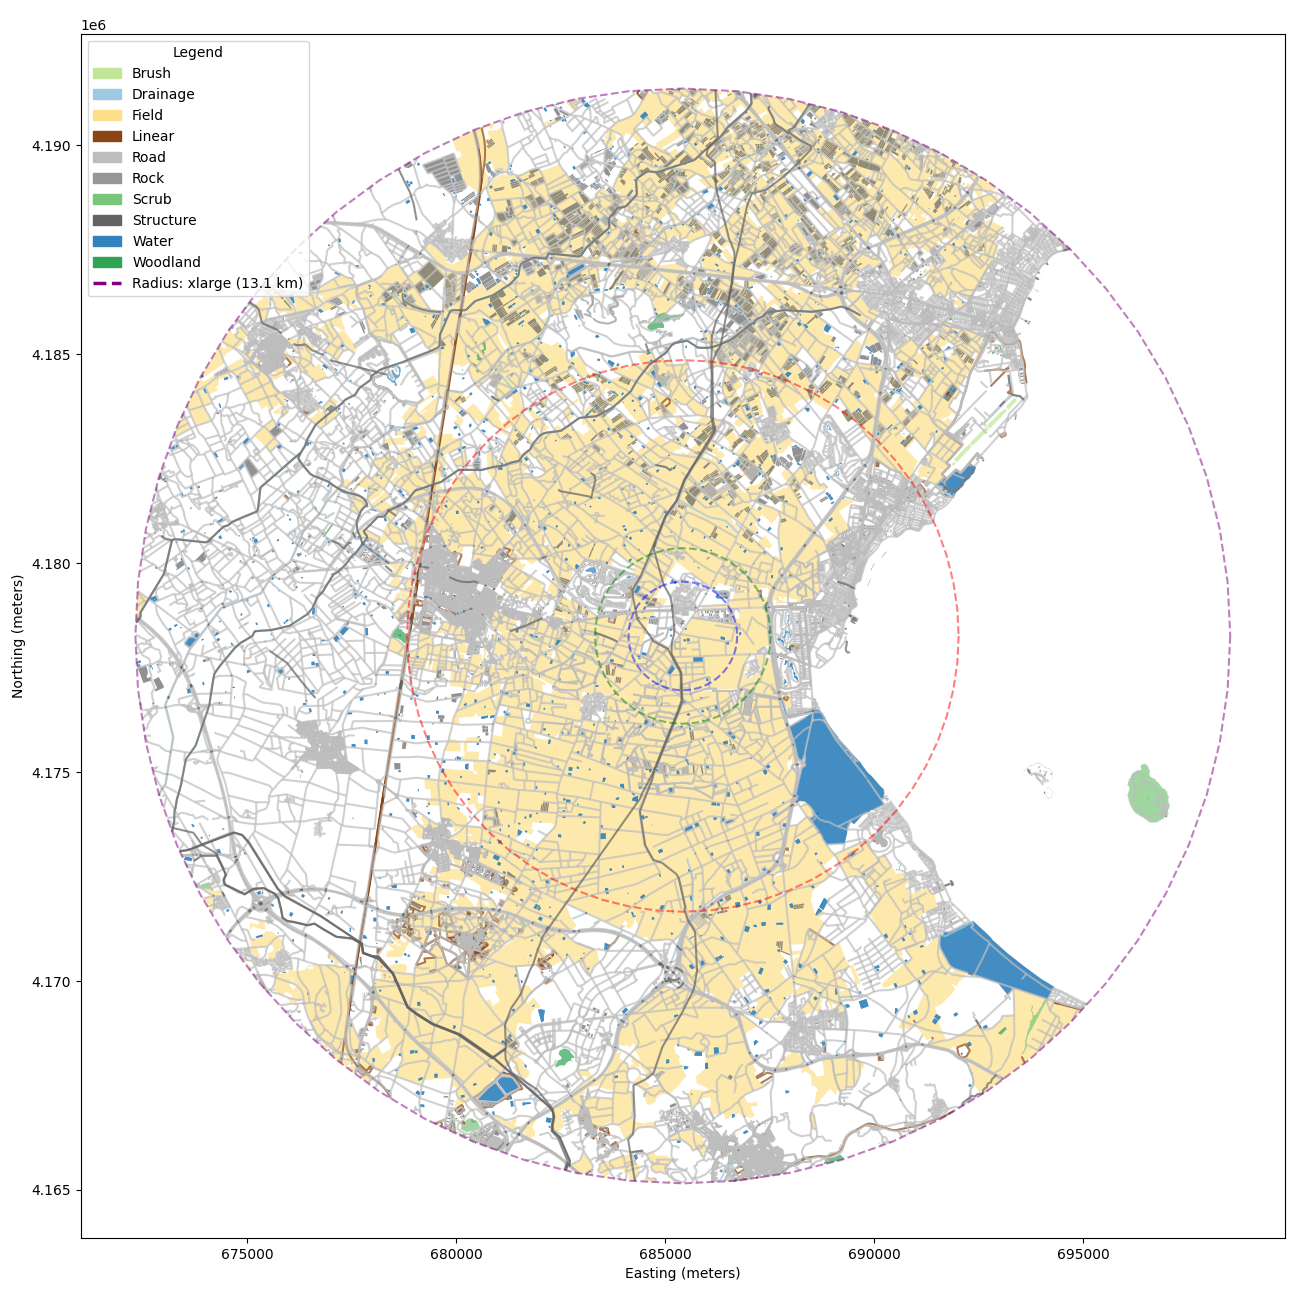 1e6
Legend
Brush
Drainage
Field
Linear
Road
Rock
Scrub
Structure
Water
Woodland
Radius: xlarge (13.1 km)
4.190
4.185
4.180
4.175
4.170
4.165
Northing (meters)
675000 680000 685000 690000 695000
Easting (meters)